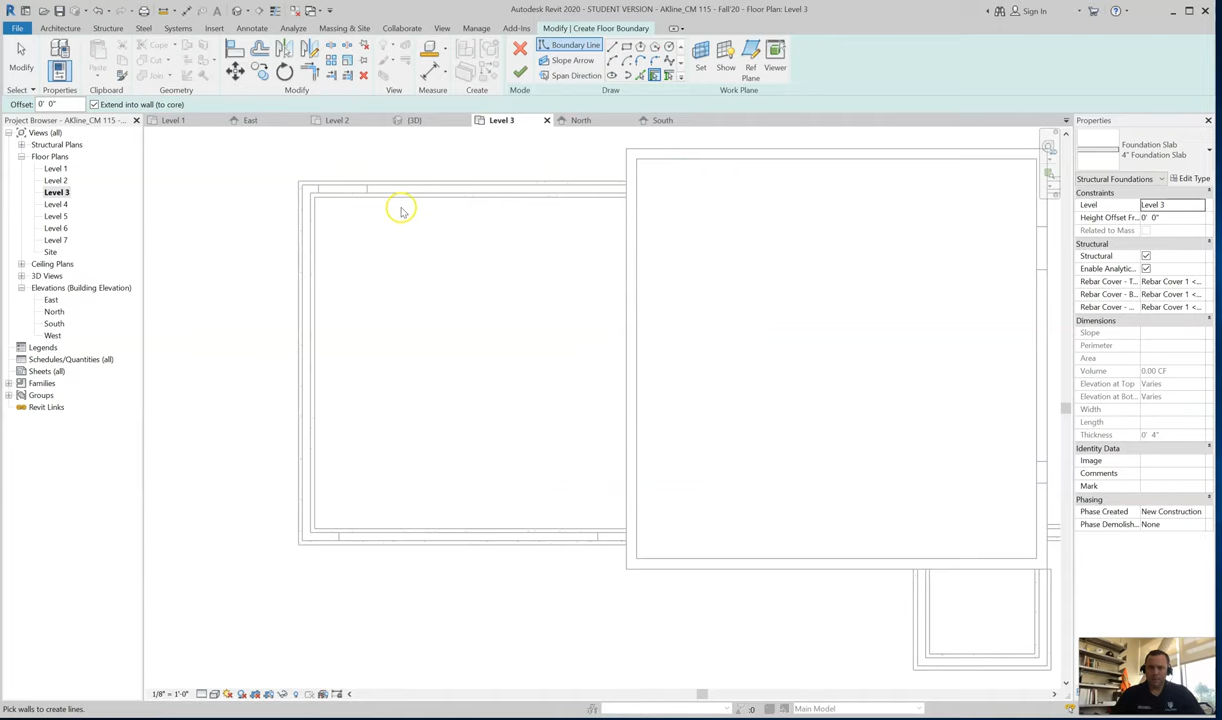 Autodesk Revit 2020 - STUDENT VERSION - AKline_CM 115 - Fall'20 - Floor Plan: Level 3
Sign In
File
Architecture
Structure
Steel
Systems
Insert
Annotate
Analyze
Massing & Site
Collaborate
View
Manage
Add-Ins
Modify | Create Floor Boundary
Modify
Paste
Cope
Cut
Join
Boundary Line
Slope Arrow
Span Direction
Set
Show
Ref
Plane
Viewer
Select
Properties
Clipboard
Geometry
Modify
View
Measure
Create
Mode
Draw
Work Plane
Offset: 0' 0"
Extend into wall (to core)
Project Browser - AKline_CM 115 -...
Level 1
East
Level 2
{3D}
Level 3
North
South
Properties
Views (all)
Structural Plans
Floor Plans
Level 1
Level 2
Level 3
Level 4
Level 5
Level 6
Level 7
Site
Ceiling Plans
3D Views
Elevations (Building Elevation)
East
North
South
West
Legends
Schedules/Quantities (all)
Sheets (all)
Families
Groups
Revit Links
Foundation Slab
4" Foundation Slab
Structural Foundations
Edit Type
Constraints
Level Level 3
Height Offset Fr... 0' 0"
Related to Mass
Structural
Structural
Enable Analytic...
Rebar Cover - T... Rebar Cover 1 <...
Rebar Cover - B... Rebar Cover 1 <...
Rebar Cover - ... Rebar Cover 1 <...
Dimensions
Slope
Perimeter
Area
Volume 0.00 CF
Elevation at Top Varies
Elevation at Bot... Varies
Width
Length
Thickness 0' 4"
Identity Data
Image
Comments
Mark
Phasing
Phase Created New Construction
Phase Demolish... None
1/8" = 1'-0"
Pick walls to create lines.
:0
Main Model